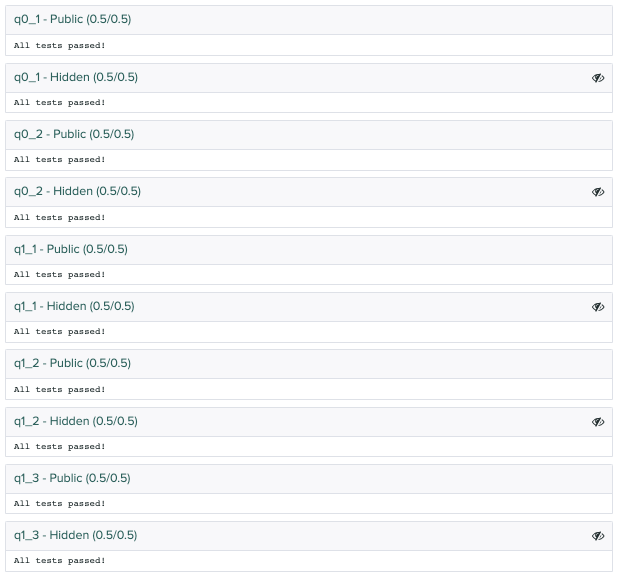 q0_1 - Public (0.5/0.5)
All tests passed!
q0_1 - Hidden (0.5/0.5)
All tests passed!
q0_2 - Public (0.5/0.5)
All tests passed!
q0_2 - Hidden (0.5/0.5)
All tests passed!
q1_1 - Public (0.5/0.5)
All tests passed!
q1_1 - Hidden (0.5/0.5)
All tests passed!
q1_2 - Public (0.5/0.5)
All tests passed!
q1_2 - Hidden (0.5/0.5)
All tests passed!
q1_3 - Public (0.5/0.5)
All tests passed!
q1_3 - Hidden (0.5/0.5)
All tests passed!